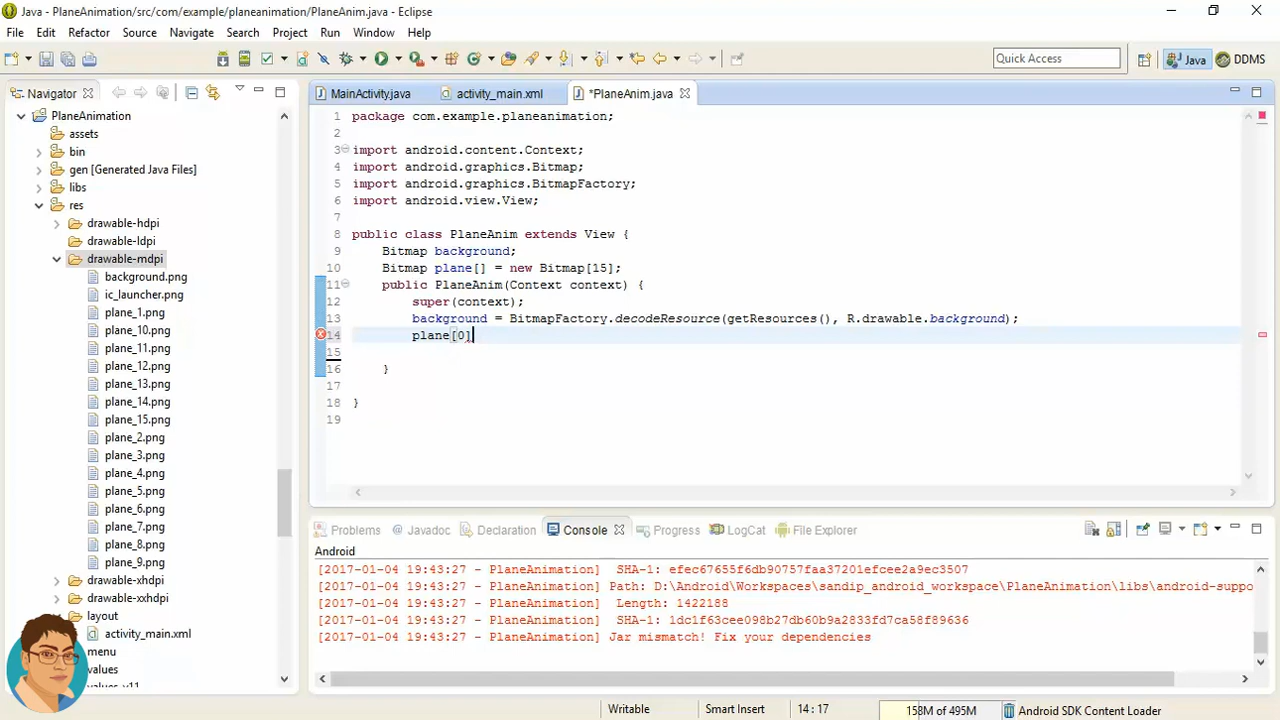 Java - PlaneAnimation/src/com/example/planeanimation/PlaneAnim.java - Eclipse
File Edit Refactor Source Navigate Search Project Run Window Help
Quick Access Java DDMS
Navigator
PlaneAnimation
assets
bin
gen [Generated Java Files]
libs
res
drawable-hdpi
drawable-ldpi
drawable-mdpi
background.png
ic_launcher.png
plane_1.png
plane_10.png
plane_11.png
plane_12.png
plane_13.png
plane_14.png
plane_15.png
plane_2.png
plane_3.png
plane_4.png
plane_5.png
plane_6.png
plane_7.png
plane_8.png
plane_9.png
drawable-xhdpi
drawable-xxhdpi
layout
activity_main.xml
menu
values
MainActivity.java activity_main.xml *PlaneAnim.java
1 package com.example.planeanimation;
2
3 import android.content.Context;
4 import android.graphics.Bitmap;
5 import android.graphics.BitmapFactory;
6 import android.view.View;
7
8 public class PlaneAnim extends View {
9 Bitmap background;
10 Bitmap plane[] = new Bitmap[15];
11 public PlaneAnim(Context context) {
12 super(context);
13 background = BitmapFactory.decodeResource(getResources(), R.drawable.background);
14 plane[0]
15
16 }
17
18 }
19
Problems Javadoc Declaration Console Progress LogCat File Explorer
Android
[2017-01-04 19:43:27 - PlaneAnimation] SHA-1: efec67655f6db90757faa37201efcee2a9ec3507
[2017-01-04 19:43:27 - PlaneAnimation] Path: D:\Android\Workspaces\sandip_android_workspace\PlaneAnimation\libs\android-suppo
[2017-01-04 19:43:27 - PlaneAnimation] Length: 1422188
[2017-01-04 19:43:27 - PlaneAnimation] SHA-1: 1dc1f63cee098b27db60b9a2833fd7ca58f89636
[2017-01-04 19:43:27 - PlaneAnimation] Jar mismatch! Fix your dependencies
Writable Smart Insert 14 : 17 158M of 495M Android SDK Content Loader